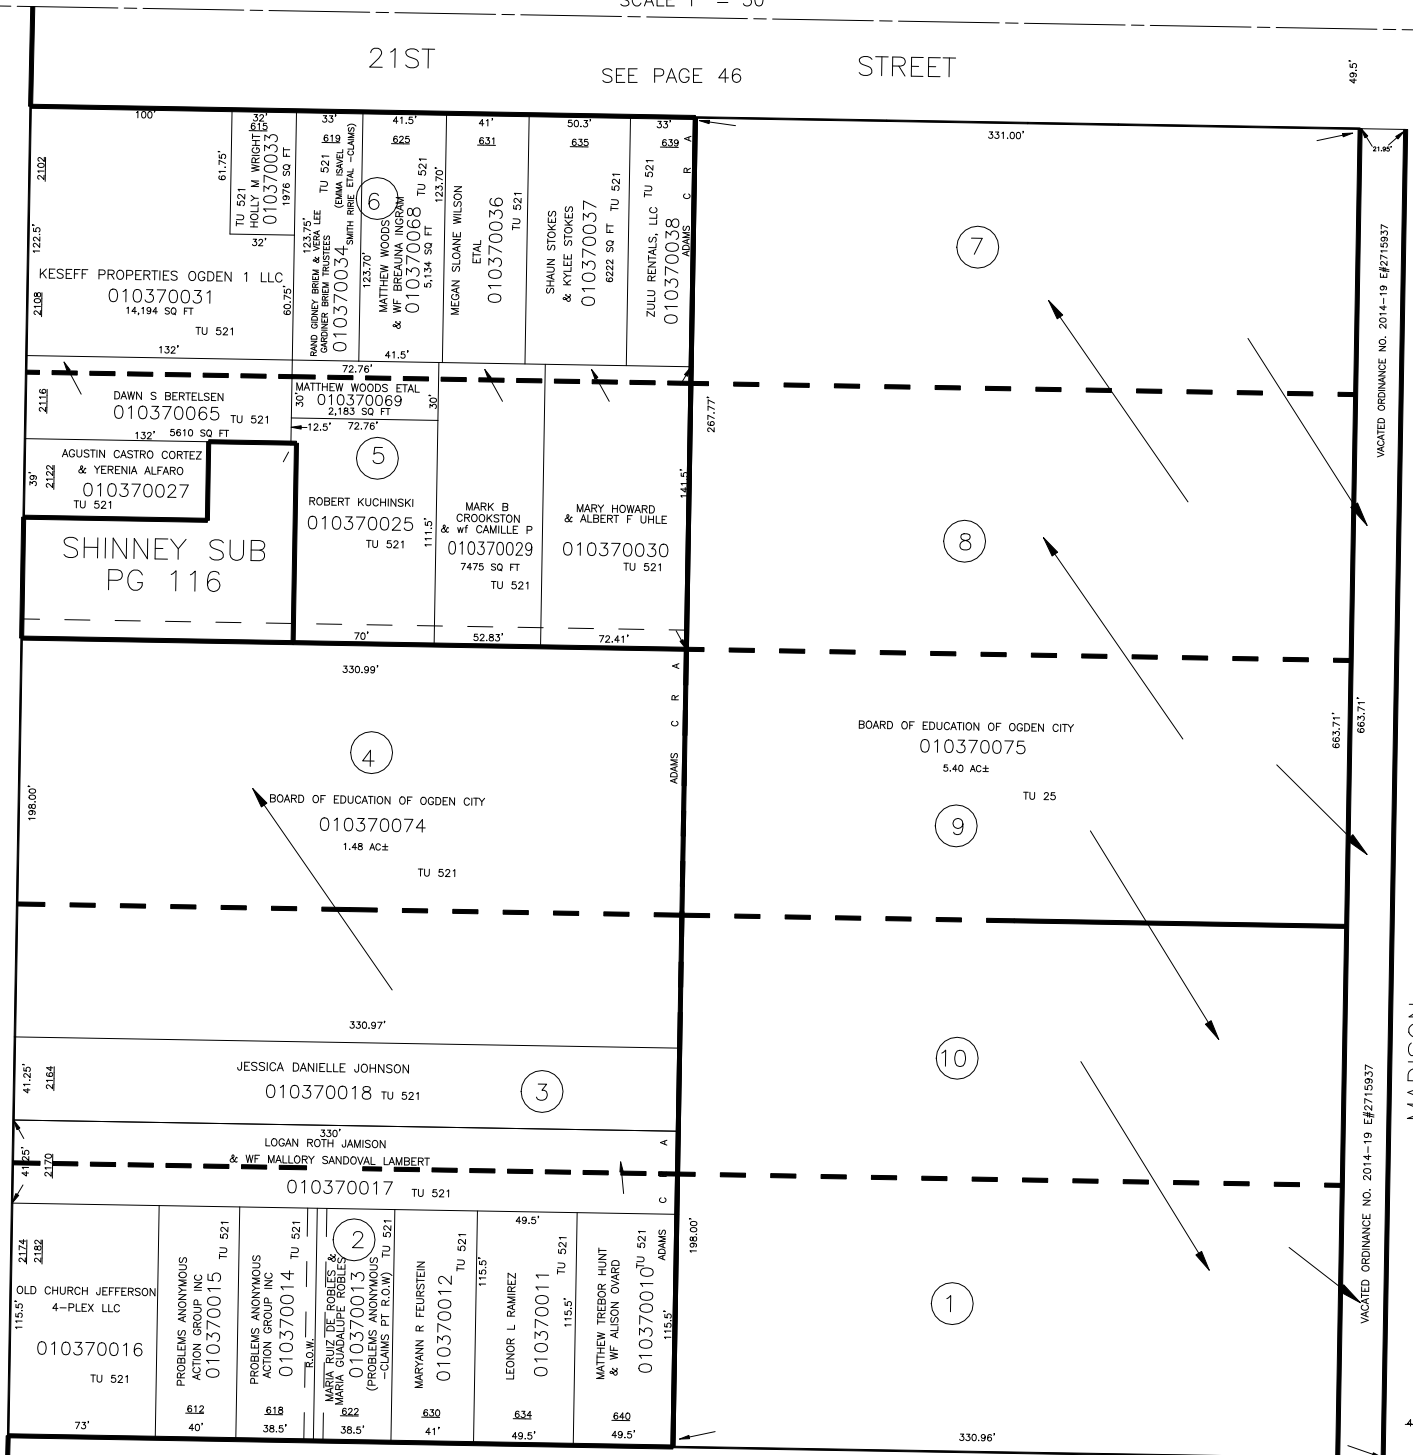 21ST
SEE PAGE 46
STREET
49.5'
100'
32'
615
33'
619
41.5'
625
41'
631
50.3'
635
33'
639
331.00'
21.95'
2102
122.5'
2108
61.75'
TU 521
HOLLY M WRIGHT
010370033
1976 SQ FT
32'
60.75'
KESEFF PROPERTIES OGDEN 1 LLC
010370031
14,194 SQ FT
TU 521
132'
123.75'
RAND GIDNEY BRIEM & VERA LEE
GARDINER BRIEM TRUSTEES
010370034
TU 521
(EMMA ISAVEL
SMITH RIRIE ETAL -CLAIMS)
6
123.70'
MATTHEW WOODS
& WF BREAUNA INGRAM
010370068
5,134 SQ FT
TU 521
123.70'
41.5'
MEGAN SLOANE WILSON
ETAL
010370036
TU 521
SHAUN STOKES
& KYLEE STOKES
010370037
6222 SQ FT
TU 521
ZULU RENTALS, LLC
TU 521
010370038
ADAMS C R A
7
VACATED ORDINANCE NO. 2014-19 E#2715937
2116
DAWN S BERTELSEN
010370065
TU 521
132'
5610 SQ FT
72.76'
MATTHEW WOODS ETAL
30'
010370069
30'
2,183 SQ FT
12.5'
72.76'
267.77'
39'
2122
AGUSTIN CASTRO CORTEZ
& YERENIA ALFARO
010370027
TU 521
5
ROBERT KUCHINSKI
010370025
TU 521
111.5'
70'
MARK B
CROOKSTON
& wf CAMILLE P
010370029
7475 SQ FT
TU 521
52.83'
MARY HOWARD
& ALBERT F UHLE
010370030
TU 521
141.5'
72.41'
SHINNEY SUB
PG 116
8
330.99'
4
BOARD OF EDUCATION OF OGDEN CITY
010370074
1.48 AC±
TU 521
198.00'
330.97'
ADAMS C R A
BOARD OF EDUCATION OF OGDEN CITY
010370075
5.40 AC±
TU 25
9
663.71'
663.71'
10
41.25'
2164
JESSICA DANIELLE JOHNSON
010370018 TU 521
3
330'
41.25'
2170
LOGAN ROTH JAMISON
& WF MALLORY SANDOVAL LAMBERT
010370017 TU 521
ADAMS C A
VACATED ORDINANCE NO. 2014-19 E#2715937
2174
2182
OLD CHURCH JEFFERSON
4-PLEX LLC
115.5'
010370016
TU 521
73'
PROBLEMS ANONYMOUS
ACTION GROUP INC
010370015
TU 521
612
40'
PROBLEMS ANONYMOUS
ACTION GROUP INC
010370014
TU 521
618
38.5'
R.O.W.
2
MARIA RUIZ DE ROBLES &
MARIA GUADALUPE ROBLES
010370013
(PROBLEMS ANONYMOUS
-CLAIMS PT R.O.W)
TU 521
622
38.5'
MARYANN R FEURSTEIN
010370012
TU 521
630
41'
49.5'
115.5'
LEONOR L RAMIREZ
010370011
TU 521
115.5'
634
49.5'
MATTHEW TREBOR HUNT
& WF ALISON OVARD
010370010
TU 521
115.5'
640
49.5'
198.00'
1
330.96'